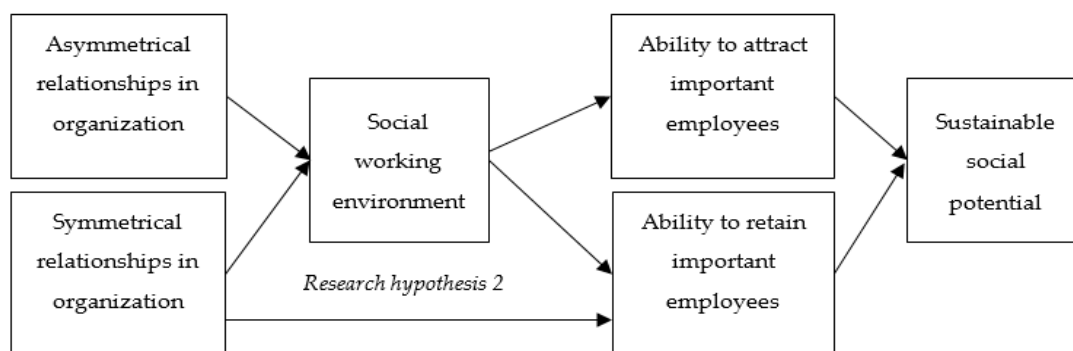 Asymmetrical
relationships in
organization
Symmetrical
relationships in
organization
Social
working
environment
Research hypothesis 2
Ability to attract
important
employees
Ability to retain
important
employees
Sustainable
social
potential